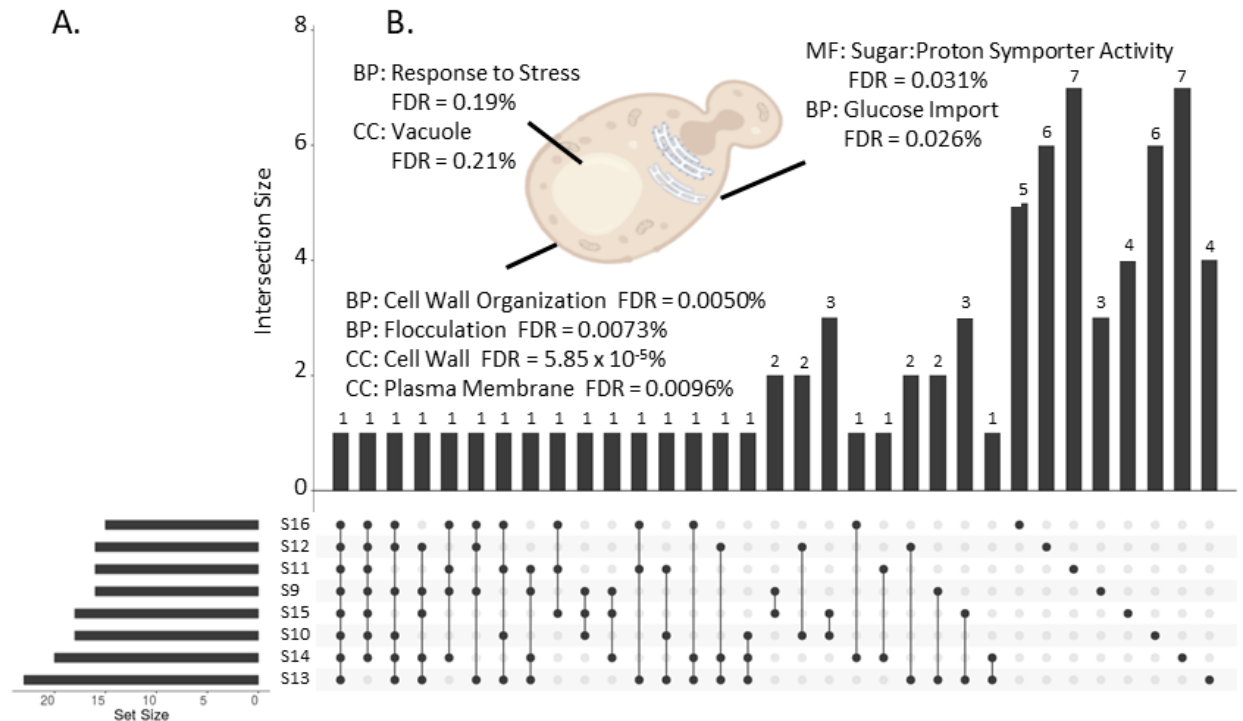 A.
B.
8
6
4
2
0
Intersection Size
BP: Response to Stress
FDR = 0.19%
CC: Vacuole
FDR = 0.21%
MF: Sugar:Proton Symporter Activity
FDR = 0.031%
BP: Glucose Import
FDR = 0.026%
BP: Cell Wall Organization FDR = 0.0050%
BP: Flocculation FDR = 0.0073%
CC: Cell Wall FDR = 5.85 x 10⁻⁵%
CC: Plasma Membrane FDR = 0.0096%
1 1 1 1 1 1 1 1 1 1 1 1 1 1 1 1 2 2 3 1 1 2 2 3 1 5 6 7 3 4 6 7 4
S16
S12
S11
S9
S15
S10
S14
S13
20 15 10 5 0
Set Size